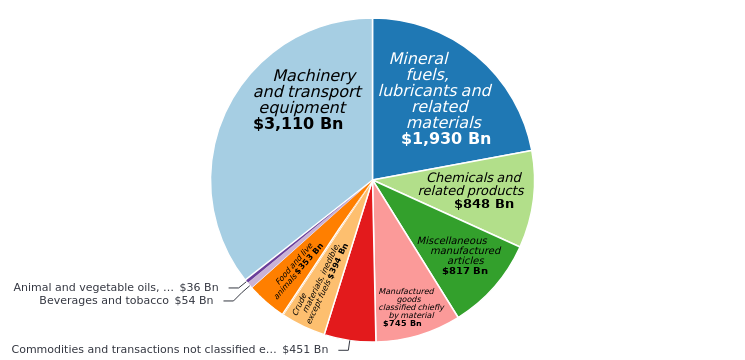 Mineral
fuels,
lubricants and
related
materials
$1,930 Bn
Machinery
and transport
equipment
$3,110 Bn
Chemicals and
related products
$848 Bn
Miscellaneous
manufactured
articles
$817 Bn
Manufactured
goods
classified chiefly
by material
$745 Bn
Commodities and transactions not classified e... $451 Bn
Crude
materials, inedible,
except fuels $394 Bn
Food and live
animals $353 Bn
Beverages and tobacco $54 Bn
Animal and vegetable oils, ... $36 Bn